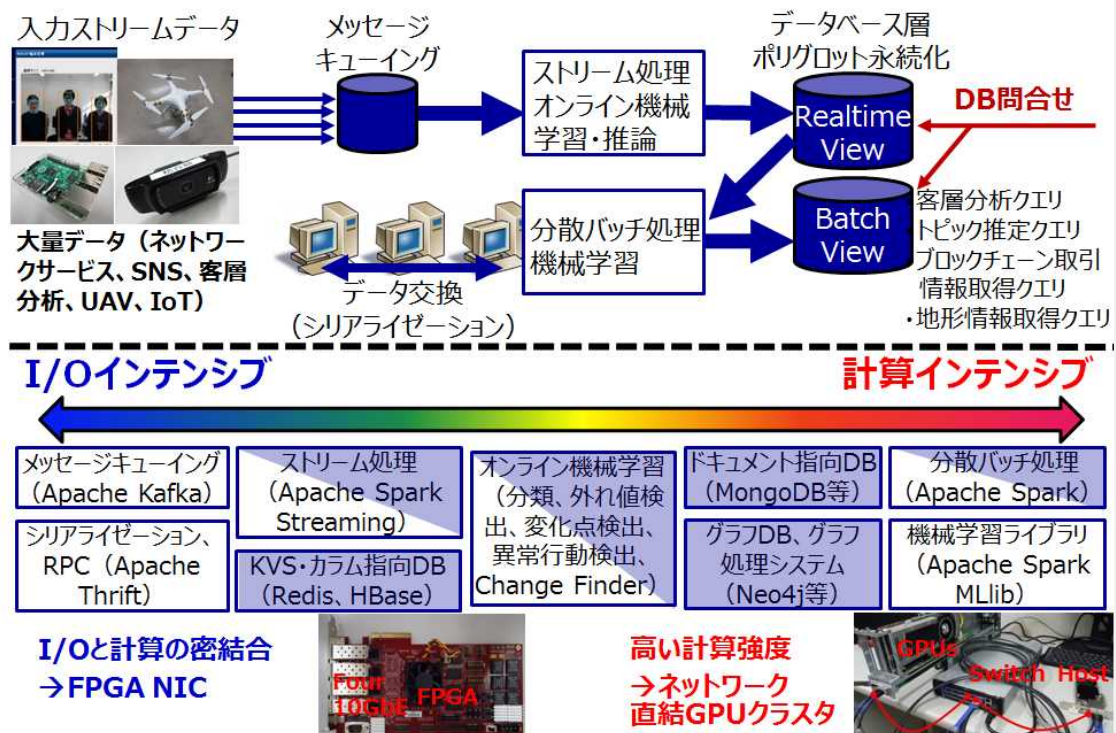 入力ストリームデータ
メッセージ
キューイング
ストリーム処理
オンライン機械
学習・推論
データベース層
ポリグロット永続化
Realtime
View
DB問合せ
大量データ（ネットワー
クサービス、SNS、客層
分析、UAV、IoT）
データ交換
（シリアライゼーション）
分散バッチ処理
機械学習
Batch
View
客層分析クエリ
トピック推定クエリ
ブロックチェーン取引
情報取得クエリ
・地形情報取得クエリ
I/Oインテンシブ
計算インテンシブ
メッセージキューイング
（Apache Kafka）
シリアライゼーション、
RPC（Apache
Thrift）
ストリーム処理
（Apache Spark
Streaming）
KVS・カラム指向DB
（Redis、HBase）
オンライン機械学習
（分類、外れ値検
出、変化点検出、
異常行動検出、
Change Finder）
ドキュメント指向DB
（MongoDB等）
グラフDB、グラフ
処理システム
（Neo4j等）
分散バッチ処理
（Apache Spark）
機械学習ライブラリ
（Apache Spark
MLlib）
I/Oと計算の密結合
→FPGA NIC
Four
10GbE
FPGA
高い計算強度
→ネットワーク
直結GPUクラスタ
GPUs
Switch
Host